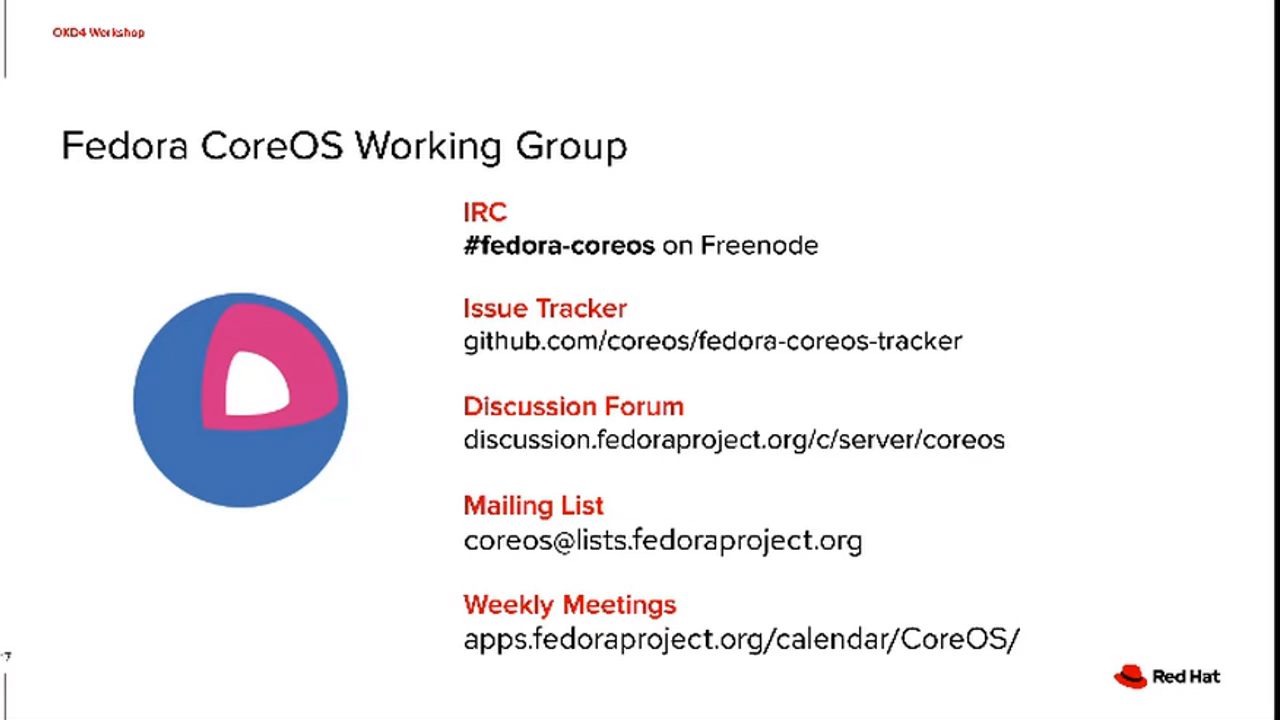 OKD4 Workshop
Fedora CoreOS Working Group
IRC
#fedora-coreos on Freenode
Issue Tracker
github.com/coreos/fedora-coreos-tracker
Discussion Forum
discussion.fedoraproject.org/c/server/coreos
Mailing List
coreos@lists.fedoraproject.org
Weekly Meetings
apps.fedoraproject.org/calendar/CoreOS/
Red Hat